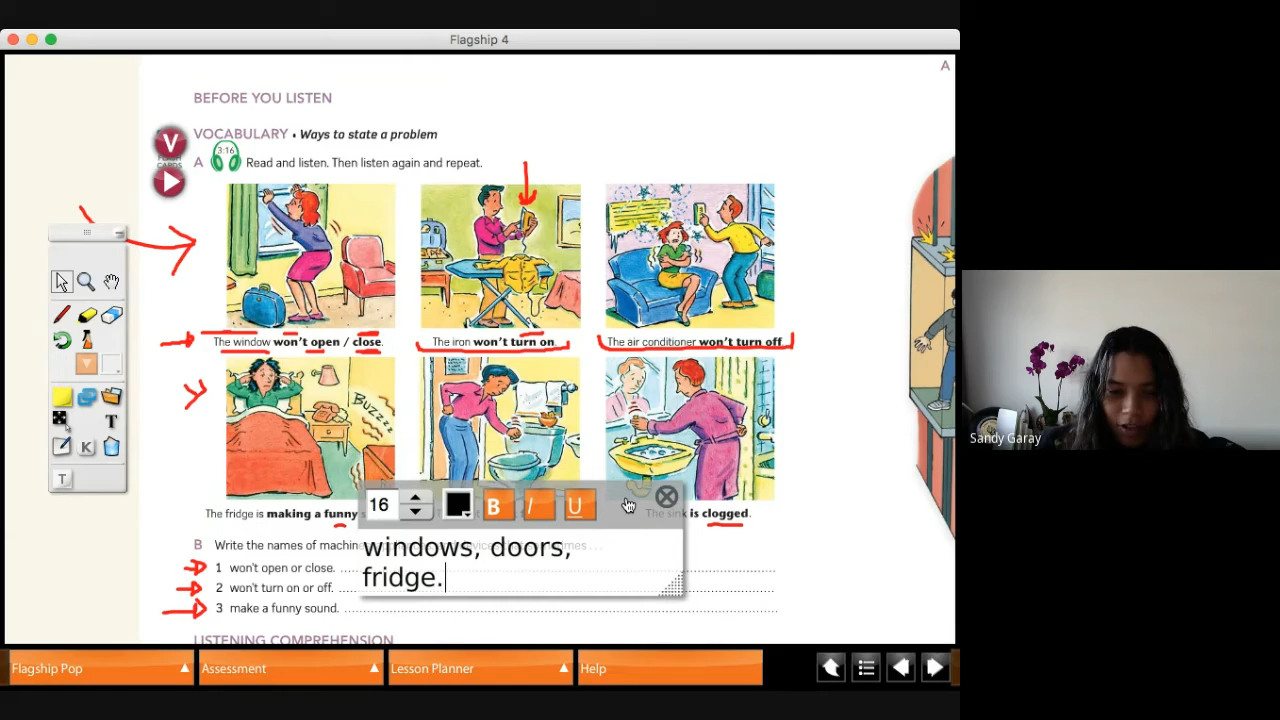 Flagship 4
A
BEFORE YOU LISTEN
VOCABULARY • Ways to state a problem
V
CARDS
3:16
A Read and listen. Then listen again and repeat.
The window won't open / close.
The iron won't turn on.
The air conditioner won't turn off.
BUZZZZ
The fridge is making a funny
sink is clogged.
16
B I U
windows, doors,
fridge.
B Write the names of machin
1 won't open or close.
2 won't turn on or off.
3 make a funny sound.
LISTENING COMPREHENSION
T
K
T
Flagship Pop
Assessment
Lesson Planner
Help
Sandy Garay